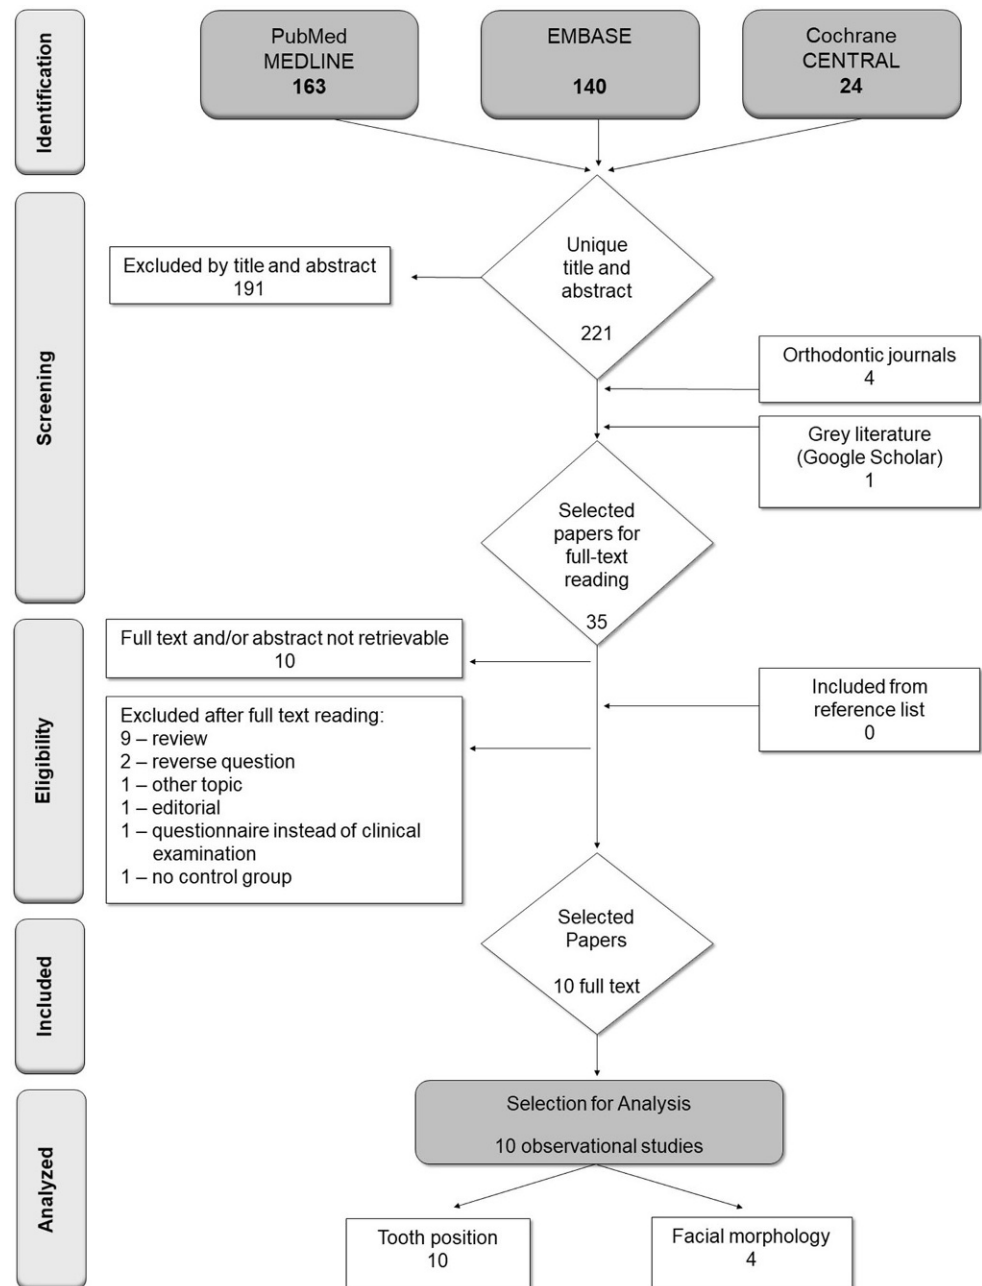 Identification
PubMed
MEDLINE
163
EMBASE
140
Cochrane
CENTRAL
24
Screening
Unique
title and
abstract
221
Excluded by title and abstract
191
Orthodontic journals
4
Grey literature
(Google Scholar)
1
Selected
papers for
full-text
reading
35
Eligibility
Full text and/or abstract not retrievable
10
Included from
reference list
0
Excluded after full text reading:
9 – review
2 – reverse question
1 – other topic
1 – editorial
1 – questionnaire instead of clinical
examination
1 – no control group
Included
Selected
Papers
10 full text
Analyzed
Selection for Analysis
10 observational studies
Tooth position
10
Facial morphology
4